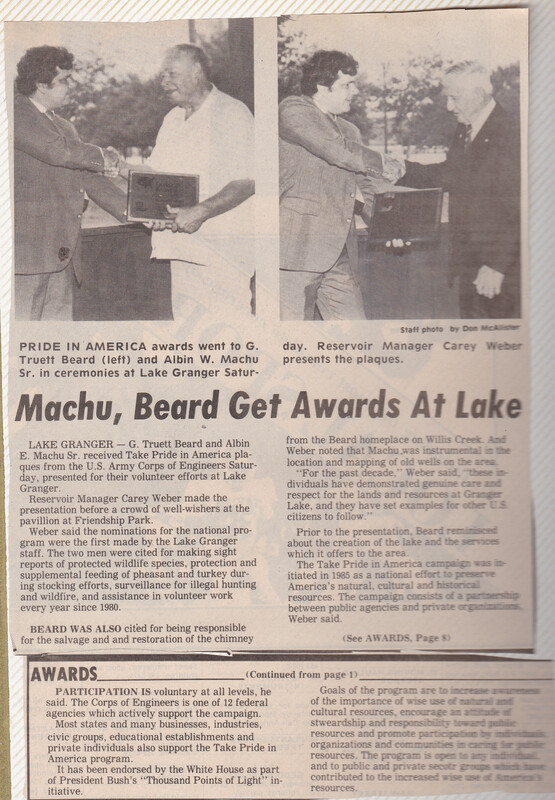 Staff photo by Don McAlister
PRIDE IN AMERICA awards went to G.
Truett Beard (left) and Albin W. Machu
Sr. in ceremonies at Lake Granger Satur-
day. Reservoir Manager Carey Weber
presents the plaques.
Machu, Beard Get Awards At Lake
LAKE GRANGER — G. Truett Beard and Albin
E. Machu Sr. received Take Pride in America pla-
ques from the U.S. Army Corps of Engineers Satur-
day, presented for their volunteer efforts at Lake
Granger.
Reservoir Manager Carey Weber made the
presentation before a crowd of well-wishers at the
pavilion at Friendship Park.
Weber said the nominations for the national pro-
gram were the first made by the Lake Granger
staff. The two men were cited for making sight
reports of protected wildlife species, protection and
supplemental feeding of pheasant and turkey dur-
ing stocking efforts, surveillance for illegal hunting
and wildfire, and assistance in volunteer work
every year since 1980.
BEARD WAS ALSO cited for being responsible
for the salvage and and restoration of the chimney
from the Beard homeplace on Willis Creek. And
Weber noted that Machu was instrumental in the
location and mapping of old wells on the area.
"For the past decade," Weber said, "these in-
dividuals have demonstrated genuine care and
respect for the lands and resources at Granger
Lake, and they have set examples for other U.S.
citizens to follow."
Prior to the presentation, Beard reminisced
about the creation of the lake and the services
which it offers to the area.
The Take Pride in America campaign was in-
itiated in 1985 as a national effort to preserve
America's natural, cultural and historical
resources. The campaign consists of a partnership
between public agencies and private organizations,
Weber said.
(See AWARDS, Page 8)
AWARDS (Continued from page 1)
PARTICIPATION IS voluntary at all levels, he
said. The Corps of Engineers is one of 12 federal
agencies which actively support the campaign.
Most states and many businesses, industries,
civic groups, educational establishments and
private individuals also support the Take Pride in
America program.
It has been endorsed by the White House as part
of President Bush's "Thousand Points of Light" in-
itiative.
Goals of the program are to increase awareness
of the importance of wise use of natural and
cultural resources, encourage an attitude of
stweardship and responsibility toward public
resources and promote participation by individuals,
organizations and communities in caring for public
resources. The program is open to any individual,
and to public and private secotr groups which have
contributed to the increased wise use of America's
resources.